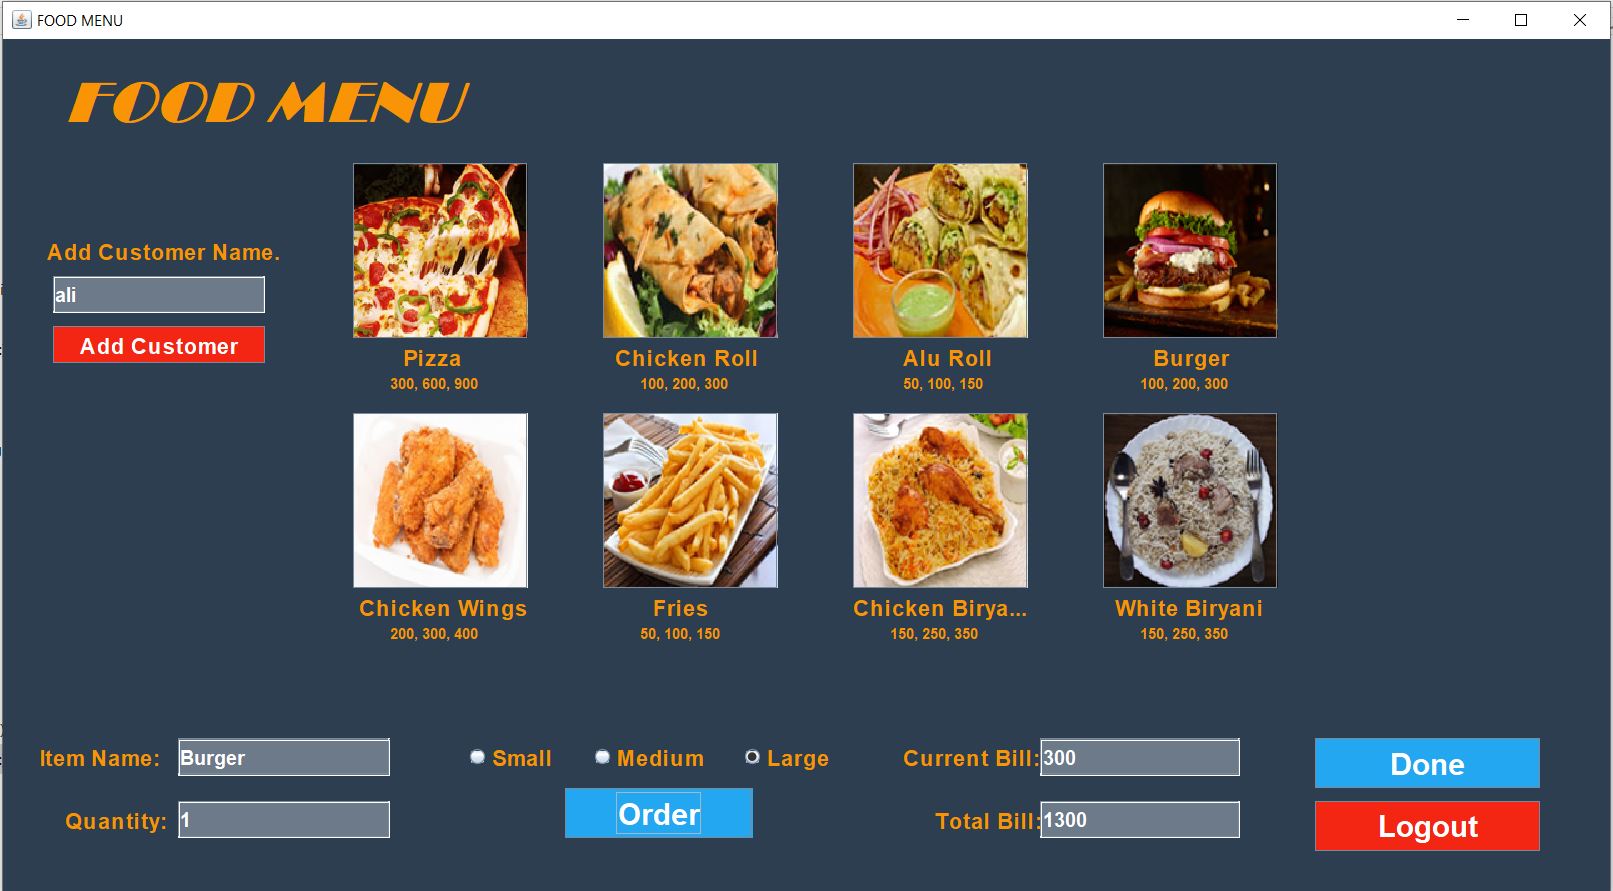 FOOD MENU
FOOD MENU
Add Customer Name.
ali
Add Customer
Pizza
300, 600, 900
Chicken Roll
100, 200, 300
Alu Roll
50, 100, 150
Burger
100, 200, 300
Chicken Wings
200, 300, 400
Fries
50, 100, 150
Chicken Birya...
150, 250, 350
White Biryani
150, 250, 350
Item Name: Burger
Small Medium Large
Current Bill: 300
Done
Quantity: 1
Order
Total Bill: 1300
Logout